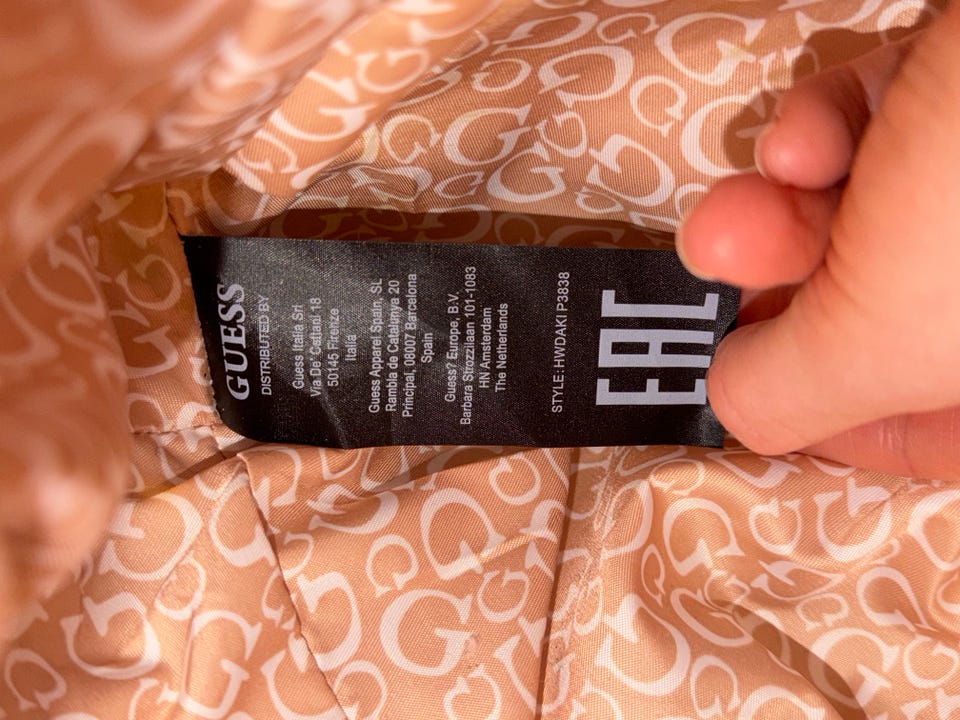 GUESS
DISTRIBUTED BY
Guess Italia Srl
Via De' Cattani 18
50145 Firenze
Italia
Guess Apparel Spain, SL
Rambla de Catalunya 20
Principal, 08007 Barcelona
Spain
Guess? Europe, B.V.
Barbara Strozzilaan 101-1083
HN Amsterdam
The Netherlands
STYLE: HWDAKI P3838
EAC